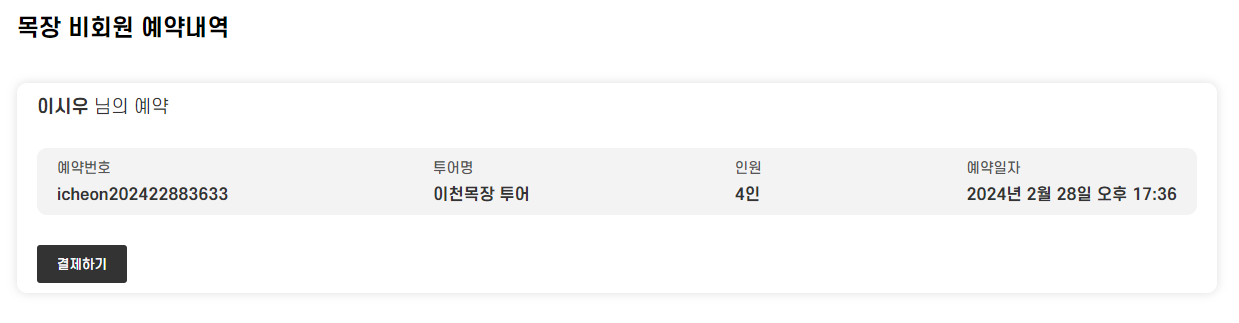 목장 비회원 예약내역
이시우 님의 예약
예약번호 투어명 인원 예약일자
icheon202422883633 이천목장 투어 4인 2024년 2월 28일 오후 17:36
결제하기